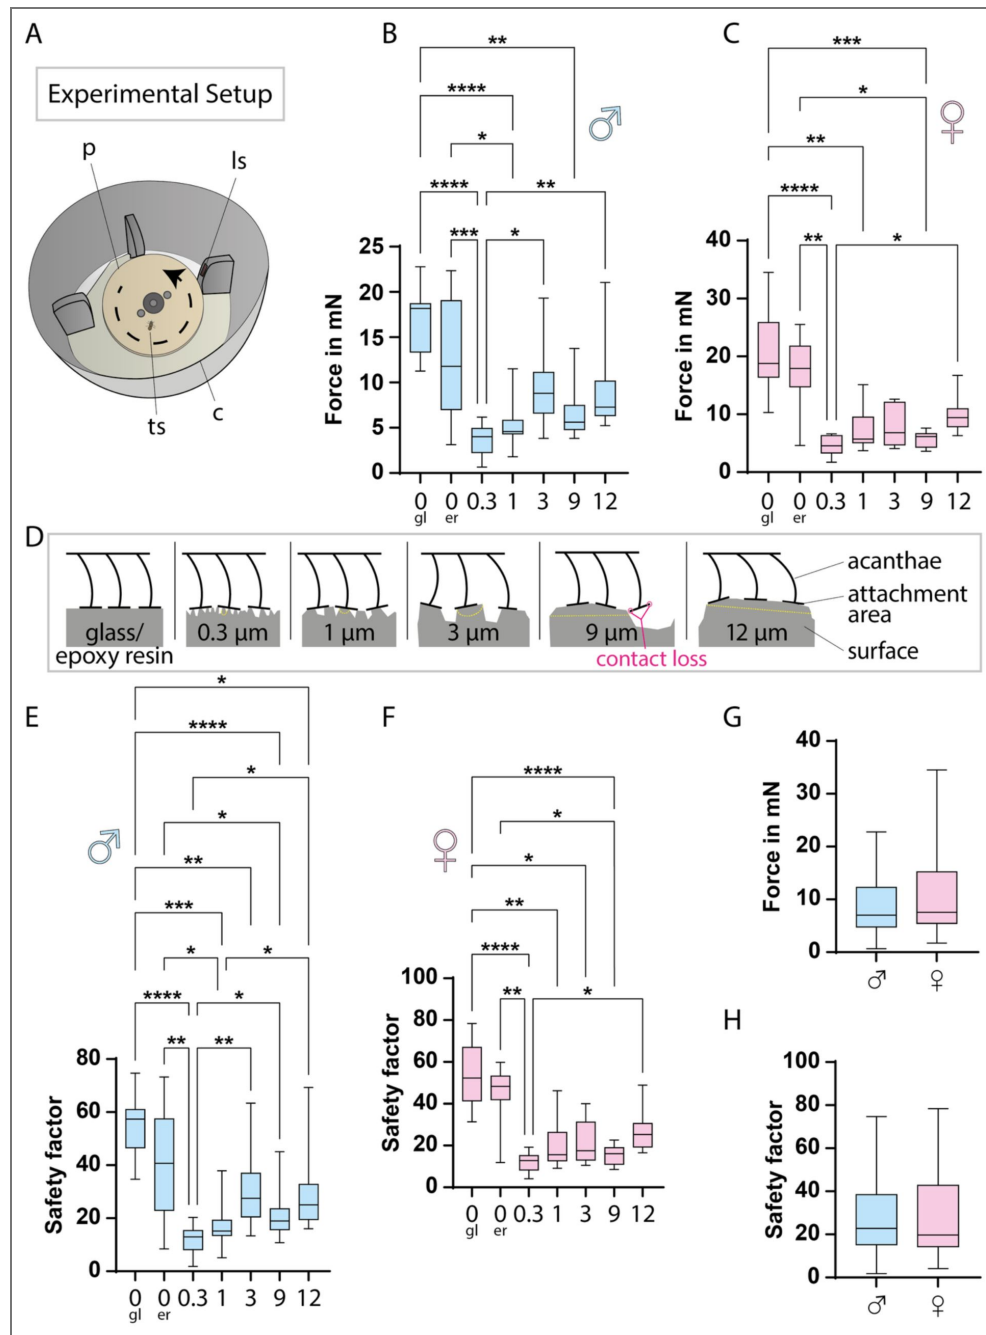 A
Experimental Setup
p
ls
ts
c
B
**
****
*
****
**
***
*
♂
Force in mN
25
20
15
10
5
0
0 0 0.3 1 3 9 12
gl er
C
***
*
**
****
**
*
♀
Force in mN
40
30
20
10
0
0 0 0.3 1 3 9 12
gl er
D
glass/
epoxy resin
0.3 µm
1 µm
3 µm
9 µm
12 µm
contact loss
acanthae
attachment
area
surface
E
*
****
*
*
**
***
*
*
****
*
**
**
♂
Safety factor
80
60
40
20
0
0 0 0.3 1 3 9 12
gl er
F
****
*
*
**
****
**
*
♀
Safety factor
100
80
60
40
20
0
0 0 0.3 1 3 9 12
gl er
G
Force in mN
40
30
20
10
0
♂ ♀
H
Safety factor
100
80
60
40
20
0
♂ ♀